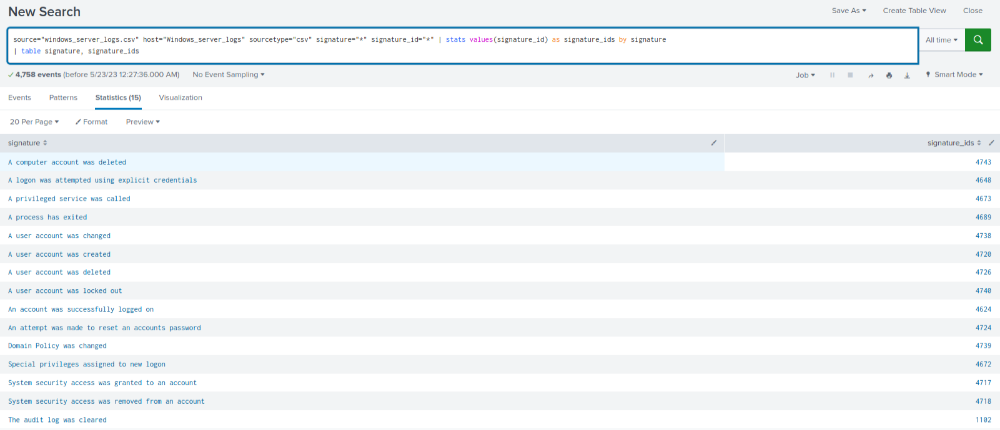 New Search
Save As Create Table View Close
source="windows_server_logs.csv" host="Windows_server_logs" sourcetype="csv" signature="*" signature_id="*" | stats values(signature_id) as signature_ids by signature
| table signature, signature_ids
All time
4,758 events (before 5/23/23 12:27:36.000 AM) No Event Sampling
Job Smart Mode
Events Patterns Statistics (15) Visualization
20 Per Page Format Preview
signature signature_ids
A computer account was deleted 4743
A logon was attempted using explicit credentials 4648
A privileged service was called 4673
A process has exited 4689
A user account was changed 4738
A user account was created 4720
A user account was deleted 4726
A user account was locked out 4740
An account was successfully logged on 4624
An attempt was made to reset an accounts password 4724
Domain Policy was changed 4739
Special privileges assigned to new logon 4672
System security access was granted to an account 4717
System security access was removed from an account 4718
The audit log was cleared 1102